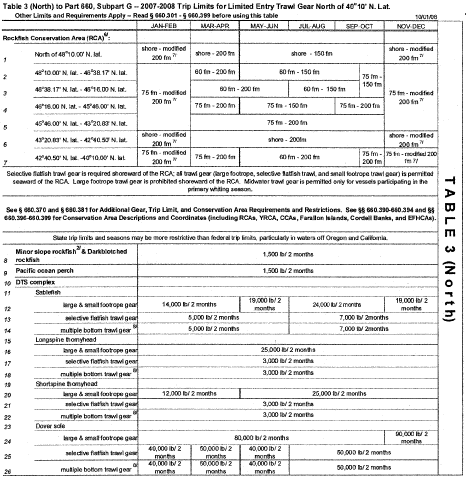 Table 3 (North) to Part 660, Subpart G -- 2007-2008 Trip Limits for Limited Entry Trawl Gear North of 40°10' N. Lat.
Other Limits and Requirements Apply -- Read § 660.301 - § 660.399 before using this table 10/01/08
JAN-FEB MAR-APR MAY-JUN JUL-AUG SEP-OCT NOV-DEC
Rockfish Conservation Area (RCA)6/:
1 North of 48°10.00' N. lat. shore - modified 200 fm 7/ shore - 200 fm shore - 150 fm shore - modified 200 fm 7/
2 48°10.00' N. lat. - 46°38.17' N. lat. 75 fm - modified 200 fm 7/ 60 fm - 200 fm 60 fm - 150 fm 75 fm - 150 fm 75 fm - modified 200 fm 7/
3 46°38.17' N. lat. - 46°16.00 N. lat. 60 fm - 200 fm 60 fm - 150 fm
4 46°16.00 N. lat. - 45°46.00' N. lat. 75 fm - 200 fm 75 fm - 150 fm 75 fm - 200 fm
5 45°46.00' N. lat. - 43°20.83' N. lat. 75 fm - 200 fm
6 43°20.83' N. lat. - 42°40.50' N. lat. shore - modified 200 fm 7/ shore - 200fm shore - modified 200 fm 7/
7 42°40.50' N. lat. -40°10.00' N. lat. 75 fm - modified 200 fm 7/ 75 fm - 200 fm 60 fm - 200 fm 75 fm - 200 fm 75 fm - modified 200 fm 7/
Selective flatfish trawl gear is required shoreward of the RCA; all trawl gear (large footrope, selective flatfish trawl, and small footrope trawl gear) is permitted
seaward of the RCA. Large footrope trawl gear is prohibited shoreward of the RCA. Midwater trawl gear is permitted only for vessels participating in the
primary whiting season.
See § 660.370 and § 660.381 for Additional Gear, Trip Limit, and Conservation Area Requirements and Restrictions. See §§ 660.390-660.394 and §§
660.396-660.399 for Conservation Area Descriptions and Coordinates (including RCAs, YRCA, CCAs, Farallon Islands, Cordell Banks, and EFHCAs).
State trip limits and seasons may be more restrictive than federal trip limits, particularly in waters off Oregon and California.
8 Minor slope rockfish2/ & Darkblotched rockfish 1,500 lb/ 2 months
9 Pacific ocean perch 1,500 lb/ 2 months
10 DTS complex
11 Sablefish
12 large & small footrope gear 14,000 lb/ 2 months 19,000 lb/ 2 months 24,000 lb/ 2 months 19,000 lb/ 2 months
13 selective flatfish trawl gear 5,000 lb/ 2 months 7,000 lb/ 2months
14 multiple bottom trawl gear 8/ 5,000 lb/ 2 months 7,000 lb/ 2months
15 Longspine thornyhead
16 large & small footrope gear 25,000 lb/ 2 months
17 selective flatfish trawl gear 3,000 lb/ 2 months
18 multiple bottom trawl gear 8/ 3,000 lb/ 2 months
19 Shortspine thornyhead
20 large & small footrope gear 12,000 lb/ 2 months 25,000 lb/ 2 months
21 selective flatfish trawl gear 3,000 lb/ 2 months
22 multiple bottom trawl gear 8/ 3,000 lb/ 2 months
23 Dover sole
24 large & small footrope gear 80,000 lb/ 2 months 90,000 lb/ 2 months
25 selective flatfish trawl gear 40,000 lb/ 2 months 50,000 lb/ 2 months 40,000 lb/ 2 months 50,000 lb/ 2 months
26 multiple bottom trawl gear 8/ 40,000 lb/ 2 months 50,000 lb/ 2 months 40,000 lb/ 2 months 50,000 lb/ 2 months
TABLE 3 (North)